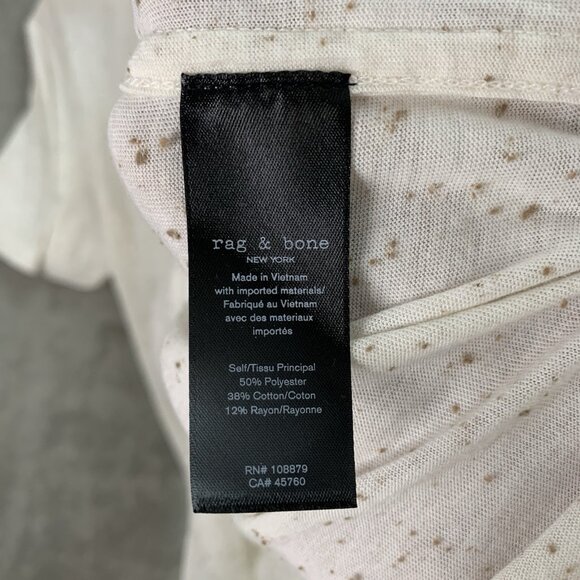 rag & bone
NEW YORK
Made in Vietnam
with imported materials/
Fabriqué au Vietnam
avec des materiaux
importés
Self/Tissu Principal
50% Polyester
38% Cotton/Coton
12% Rayon/Rayonne
RN# 108879
CA# 45760